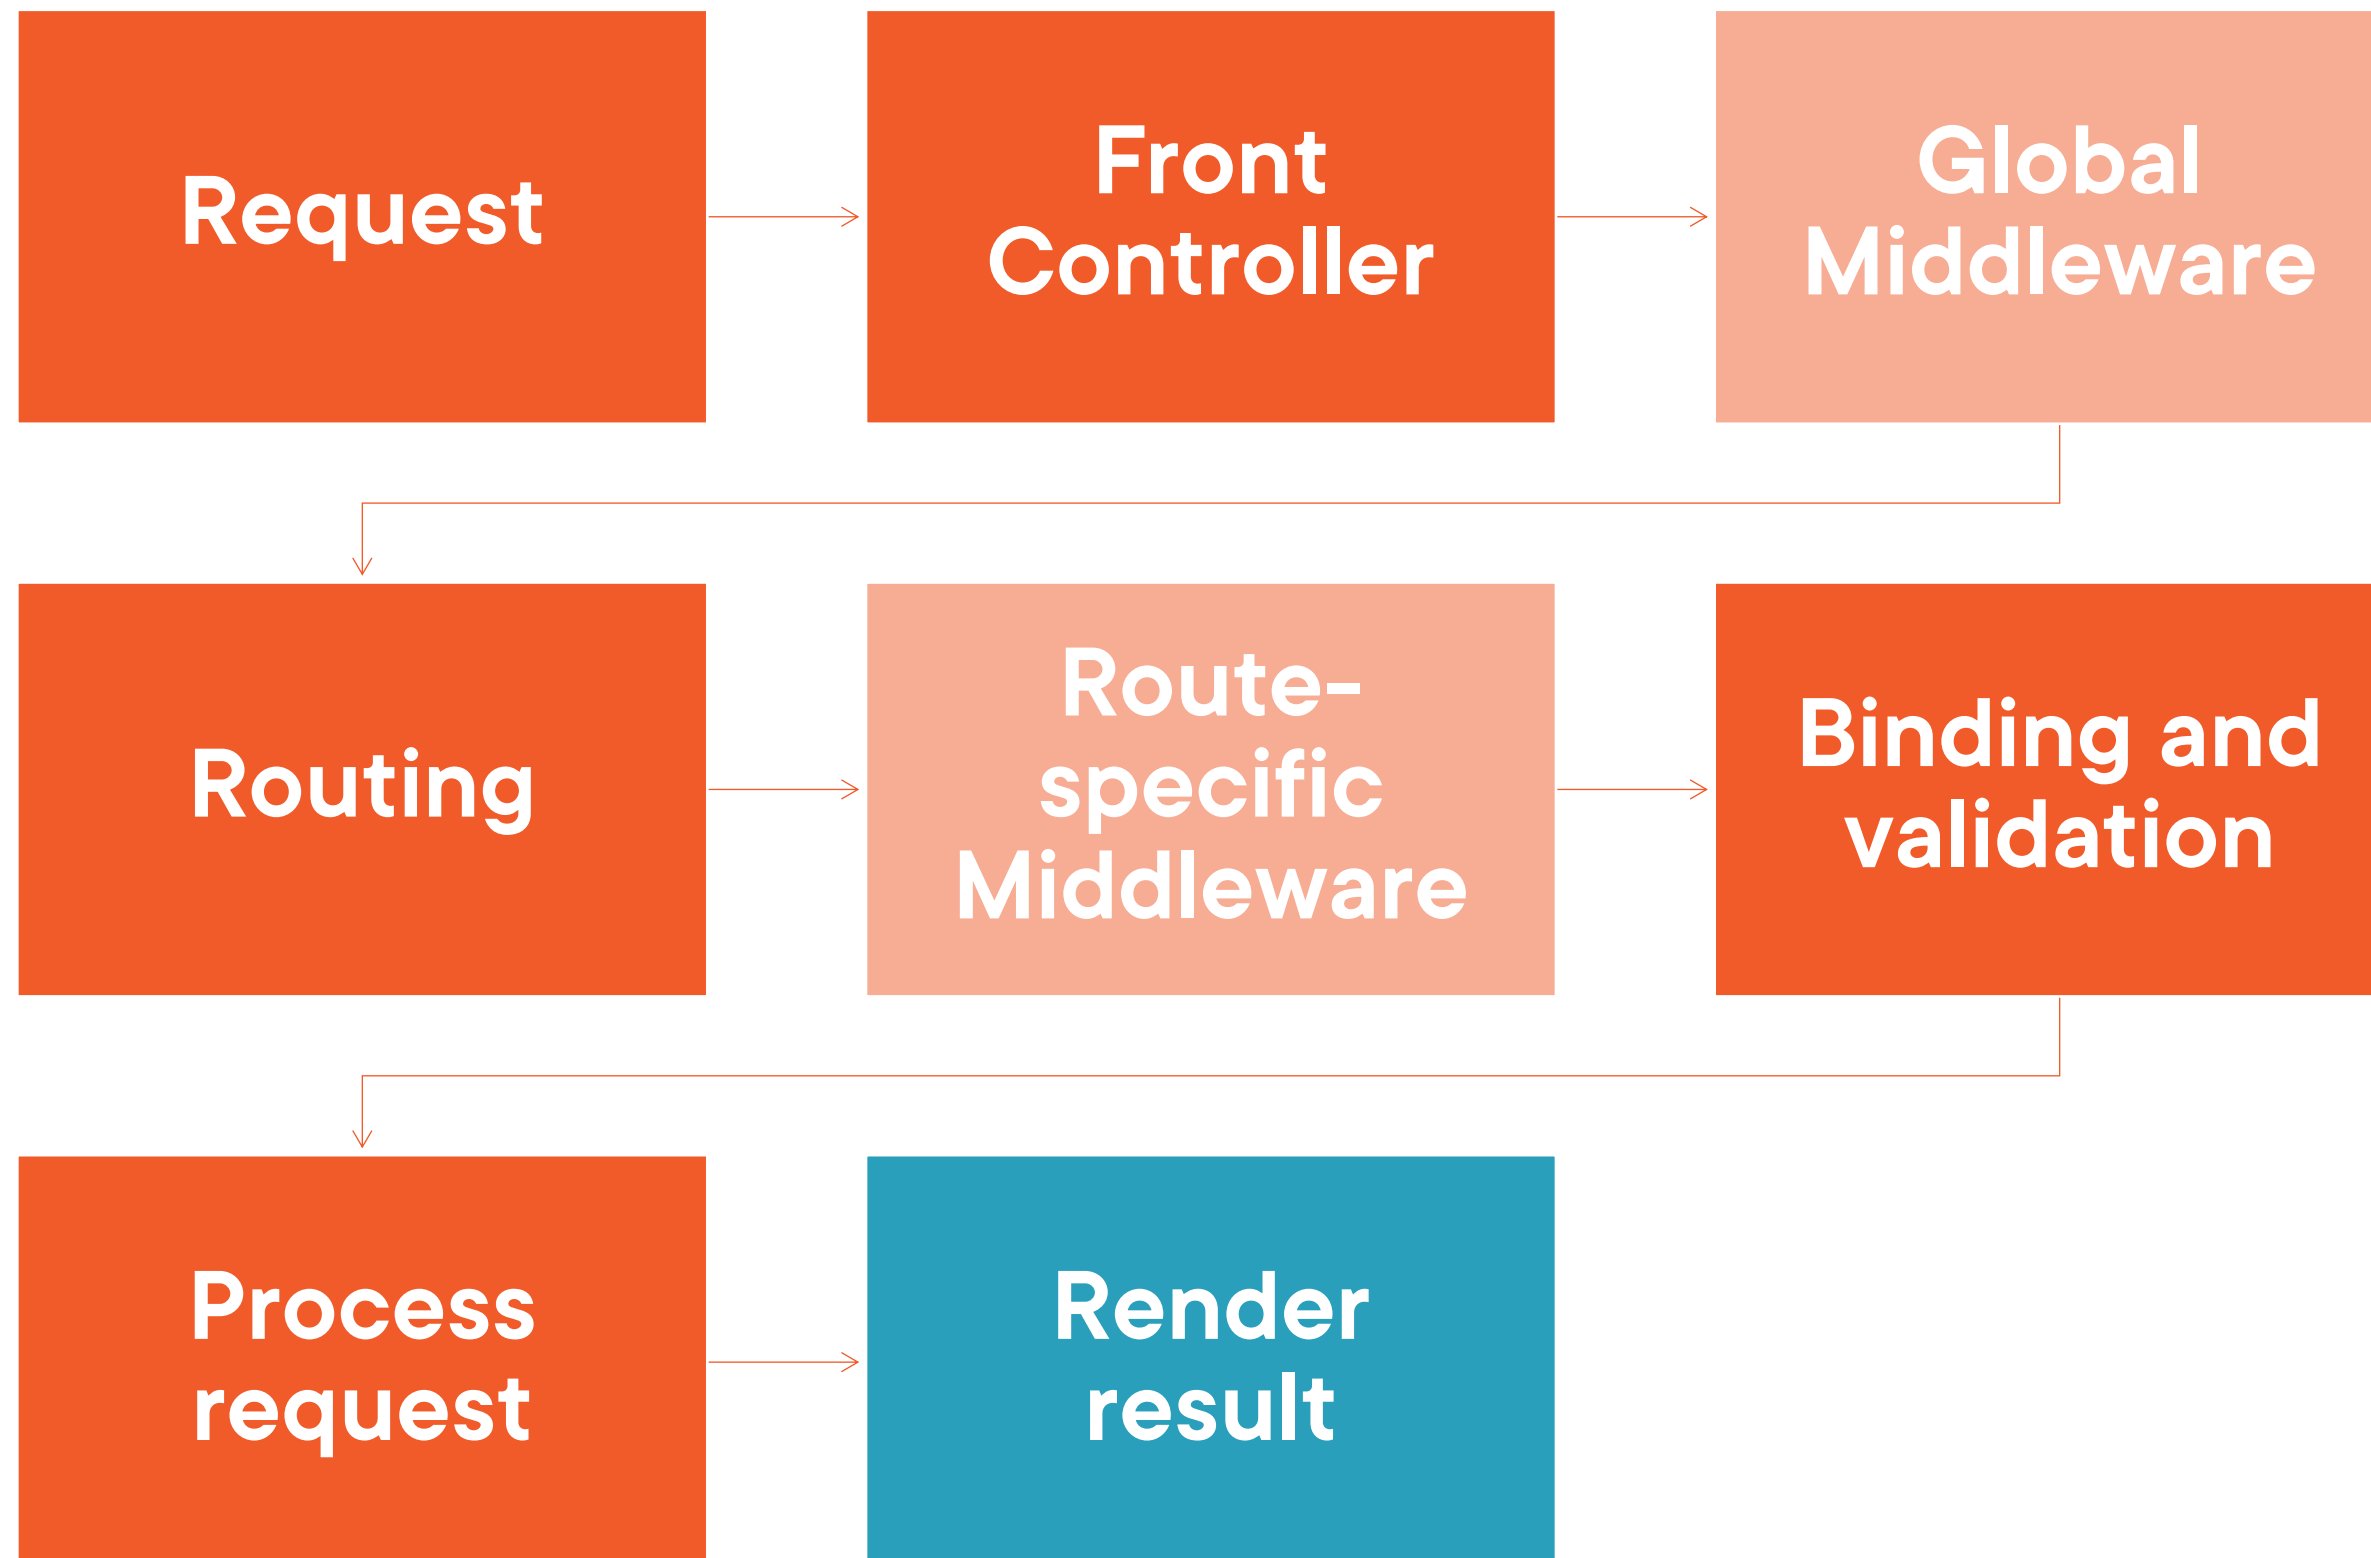 Request
Front
Controller
Global
Middleware
Routing
Route-
specific
Middleware
Binding and
validation
Process
request
Render
result